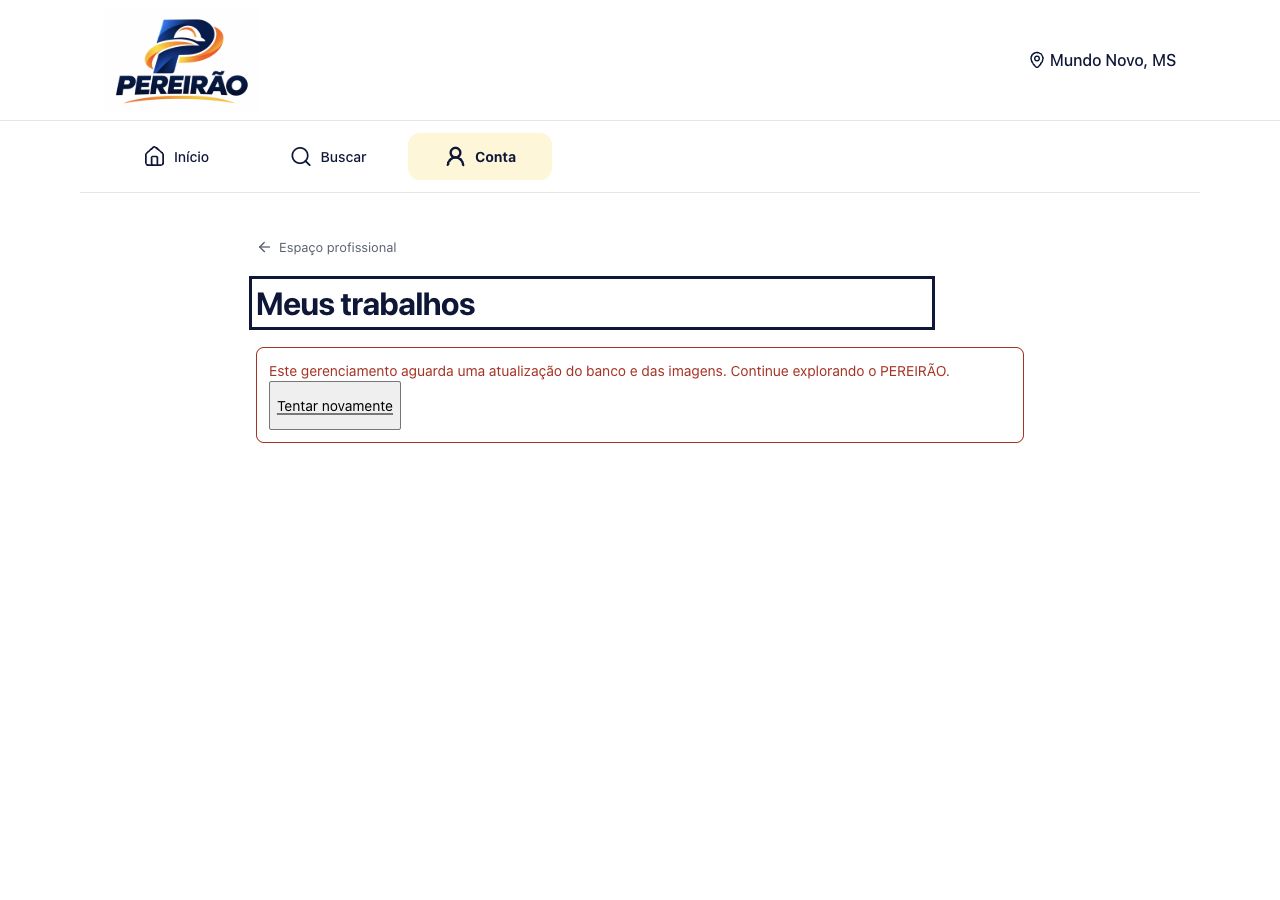 PEREIRÃO
Mundo Novo, MS
Início
Buscar
Conta
Espaço profissional
Meus trabalhos
Este gerenciamento aguarda uma atualização do banco e das imagens. Continue explorando o PEREIRÃO.
Tentar novamente